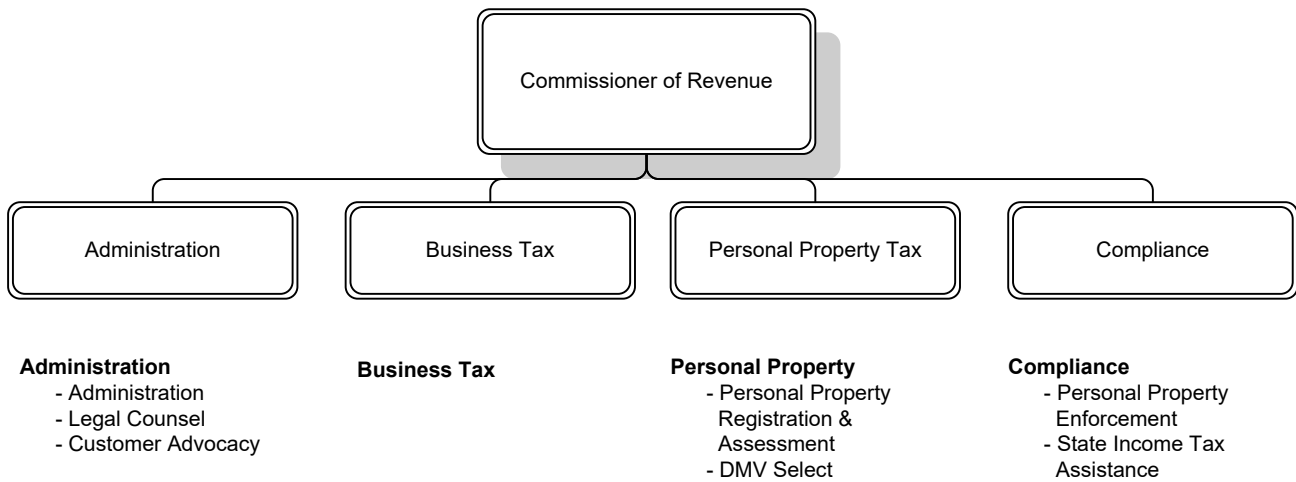 Commissioner of Revenue
Administration
Business Tax
Personal Property Tax
Compliance
Administration
- Administration
- Legal Counsel
- Customer Advocacy
Business Tax
Personal Property
- Personal Property
Registration &
Assessment
- DMV Select
Compliance
- Personal Property
Enforcement
- State Income Tax
Assistance